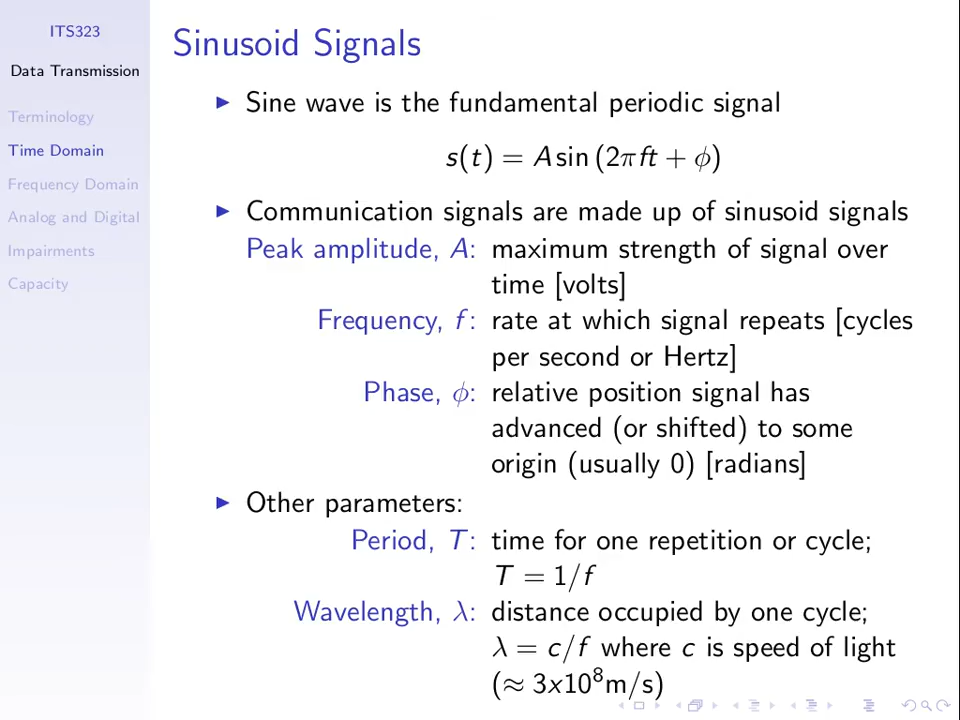 ITS323
Data Transmission
Terminology
Time Domain
Frequency Domain
Analog and Digital
Impairments
Capacity
Sinusoid Signals
Sine wave is the fundamental periodic signal
s(t) = A sin (2πft + ϕ)
Communication signals are made up of sinusoid signals
Peak amplitude, A: maximum strength of signal over
time [volts]
Frequency, f: rate at which signal repeats [cycles
per second or Hertz]
Phase, ϕ: relative position signal has
advanced (or shifted) to some
origin (usually 0) [radians]
Other parameters:
Period, T: time for one repetition or cycle;
T = 1/f
Wavelength, λ: distance occupied by one cycle;
λ = c/f where c is speed of light
(≈ 3x10⁸m/s)